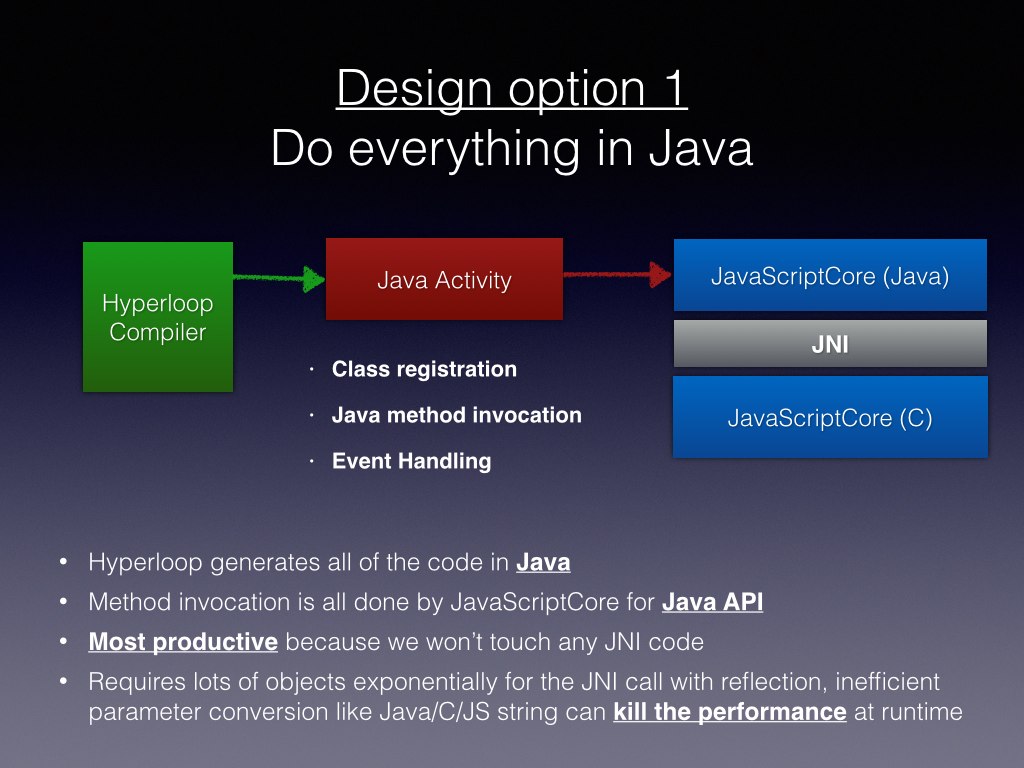 Design option 1
Do everything in Java
Hyperloop
Compiler
Java Activity
• Class registration
• Java method invocation
• Event Handling
JavaScriptCore (Java)
JNI
JavaScriptCore (C)
• Hyperloop generates all of the code in Java
• Method invocation is all done by JavaScriptCore for Java API
• Most productive because we won’t touch any JNI code
• Requires lots of objects exponentially for the JNI call with reflection, inefficient
parameter conversion like Java/C/JS string can kill the performance at runtime